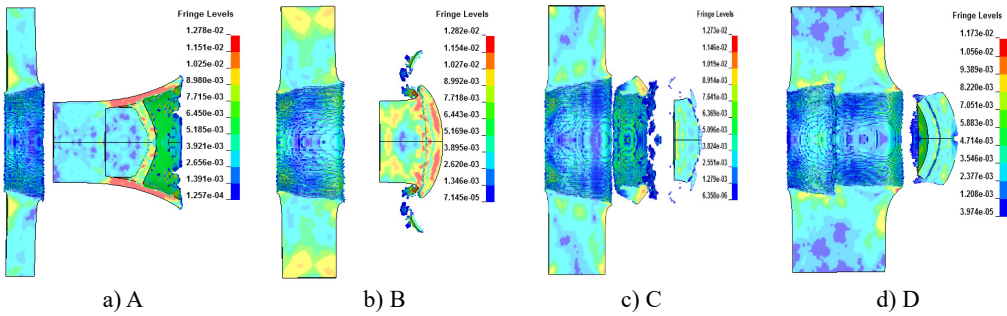 Fringe Levels
1.278e-02
1.151e-02
1.025e-02
8.980e-03
7.715e-03
6.450e-03
5.185e-03
3.921e-03
2.656e-03
1.391e-03
1.257e-04
a) A
Fringe Levels
1.282e-02
1.154e-02
1.027e-02
8.992e-03
7.718e-03
6.443e-03
5.169e-03
3.895e-03
2.620e-03
1.346e-03
7.145e-05
b) B
Fringe Levels
1.273e-02
1.146e-02
1.019e-02
8.914e-03
7.641e-03
6.369e-03
5.096e-03
3.824e-03
2.551e-03
1.279e-03
6.358e-06
c) C
Fringe Levels
1.173e-02
1.056e-02
9.389e-03
8.220e-03
7.051e-03
5.883e-03
4.714e-03
3.546e-03
2.377e-03
1.208e-03
3.974e-05
d) D